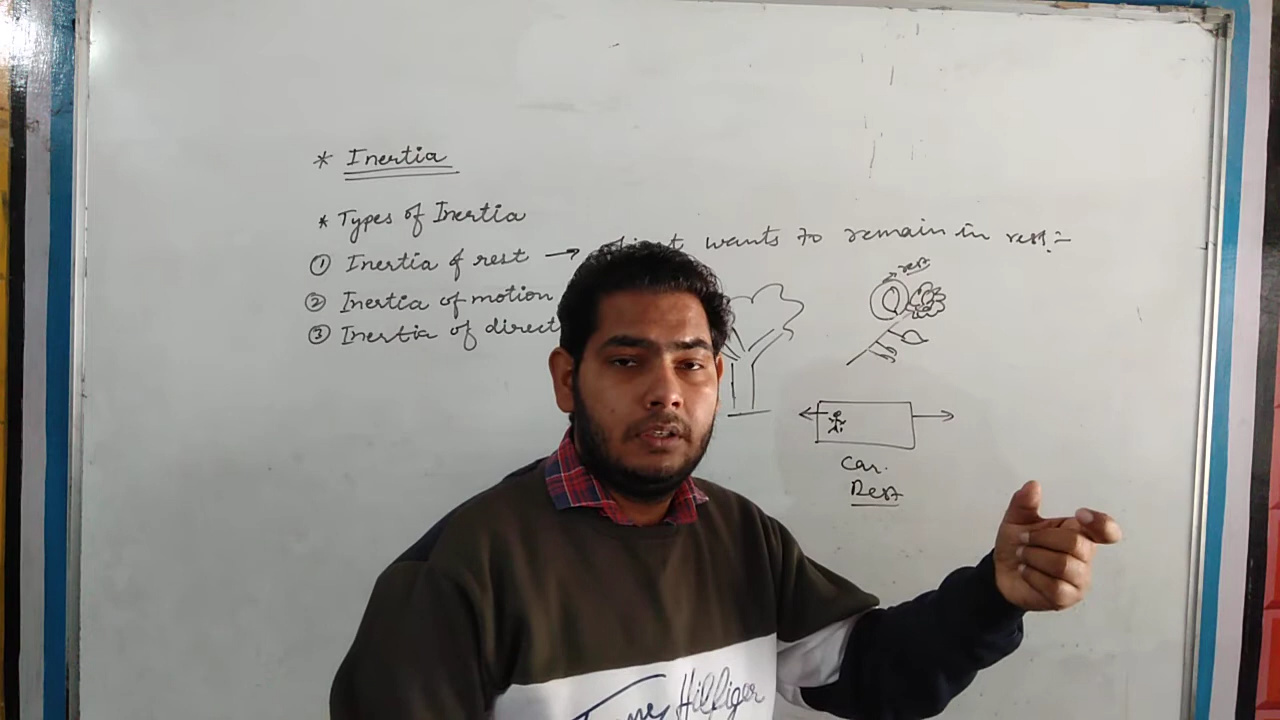 * Inertia
* Types of Inertia
① Inertia of rest → wants to remain in rest :-
② Inertia of motion
③ Inertia of direct
→ rest
Car.
Rest
Hilfiger